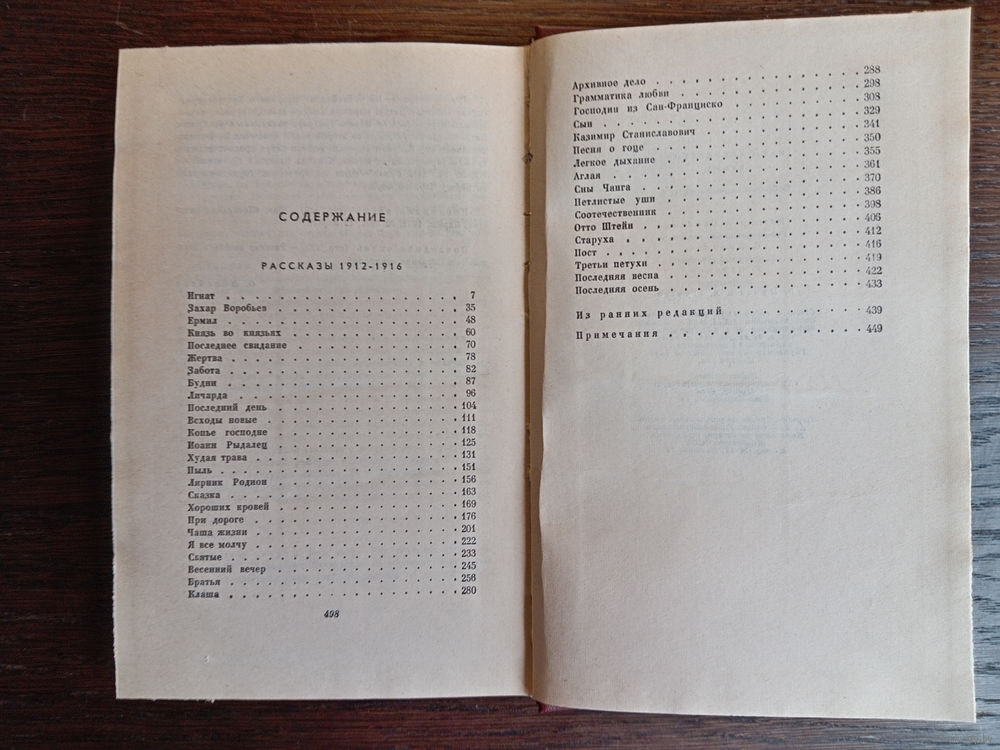 СОДЕРЖАНИЕ
РАССКАЗЫ 1912-1916
Игнат . . . . . . . . . . . . . . . . . . 7
Захар Воробьев . . . . . . . . . . . . . . 35
Ермил . . . . . . . . . . . . . . . . . . 48
Князь во князьях . . . . . . . . . . . . . 60
Последнее свидание . . . . . . . . . . . . 70
Жертва . . . . . . . . . . . . . . . . . . 78
Забота . . . . . . . . . . . . . . . . . . 82
Будни . . . . . . . . . . . . . . . . . . 87
Личарда . . . . . . . . . . . . . . . . . 96
Последний день . . . . . . . . . . . . . . 104
Всходы новые . . . . . . . . . . . . . . . 111
Копье господне . . . . . . . . . . . . . . 118
Иоанн Рыдалец . . . . . . . . . . . . . . 125
Худая трава . . . . . . . . . . . . . . . 131
Пыль . . . . . . . . . . . . . . . . . . 151
Лирник Родион . . . . . . . . . . . . . . 156
Сказка . . . . . . . . . . . . . . . . . . 163
Хороших кровей . . . . . . . . . . . . . . 169
При дороге . . . . . . . . . . . . . . . . 176
Чаша жизни . . . . . . . . . . . . . . . . 201
Я все молчу . . . . . . . . . . . . . . . 222
Святые . . . . . . . . . . . . . . . . . . 233
Весенний вечер . . . . . . . . . . . . . . 245
Братья . . . . . . . . . . . . . . . . . . 256
Клаша . . . . . . . . . . . . . . . . . . 280
498
Архивное дело . . . . . . . . . . . . . . 288
Грамматика любви . . . . . . . . . . . . . 298
Господин из Сан-Франциско . . . . . . . . . 308
Сын . . . . . . . . . . . . . . . . . . . 329
Казимир Станиславович . . . . . . . . . . . 341
Песня о гоце . . . . . . . . . . . . . . . 350
Легкое дыхание . . . . . . . . . . . . . . 355
Аглая . . . . . . . . . . . . . . . . . . 361
Сны Чанга . . . . . . . . . . . . . . . . 370
Петлистые уши . . . . . . . . . . . . . . 386
Соотечественник . . . . . . . . . . . . . 398
Отто Штейн . . . . . . . . . . . . . . . . 406
Старуха . . . . . . . . . . . . . . . . . 412
Пост . . . . . . . . . . . . . . . . . . 416
Третьи петухи . . . . . . . . . . . . . . 419
Последняя весна . . . . . . . . . . . . . 422
Последняя осень . . . . . . . . . . . . . 433
Из ранних редакций . . . . . . . . . . 439
Примечания . . . . . . . . . . . . . . 449